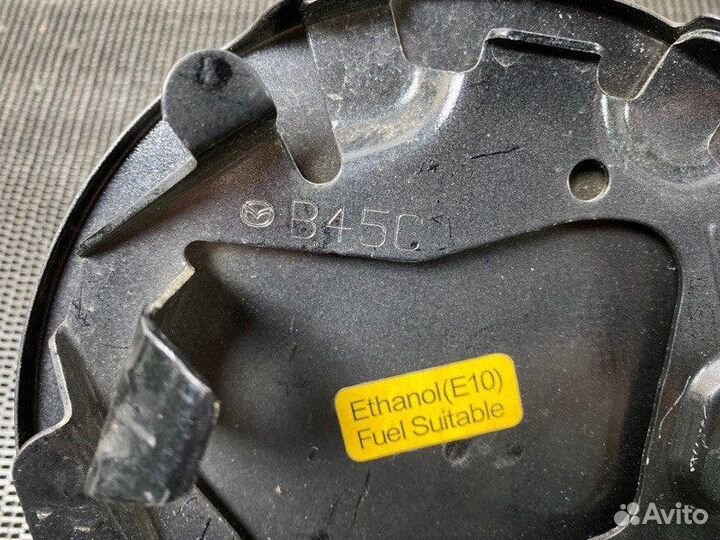 B45C
Ethanol(E10)
Fuel Suitable
Avito